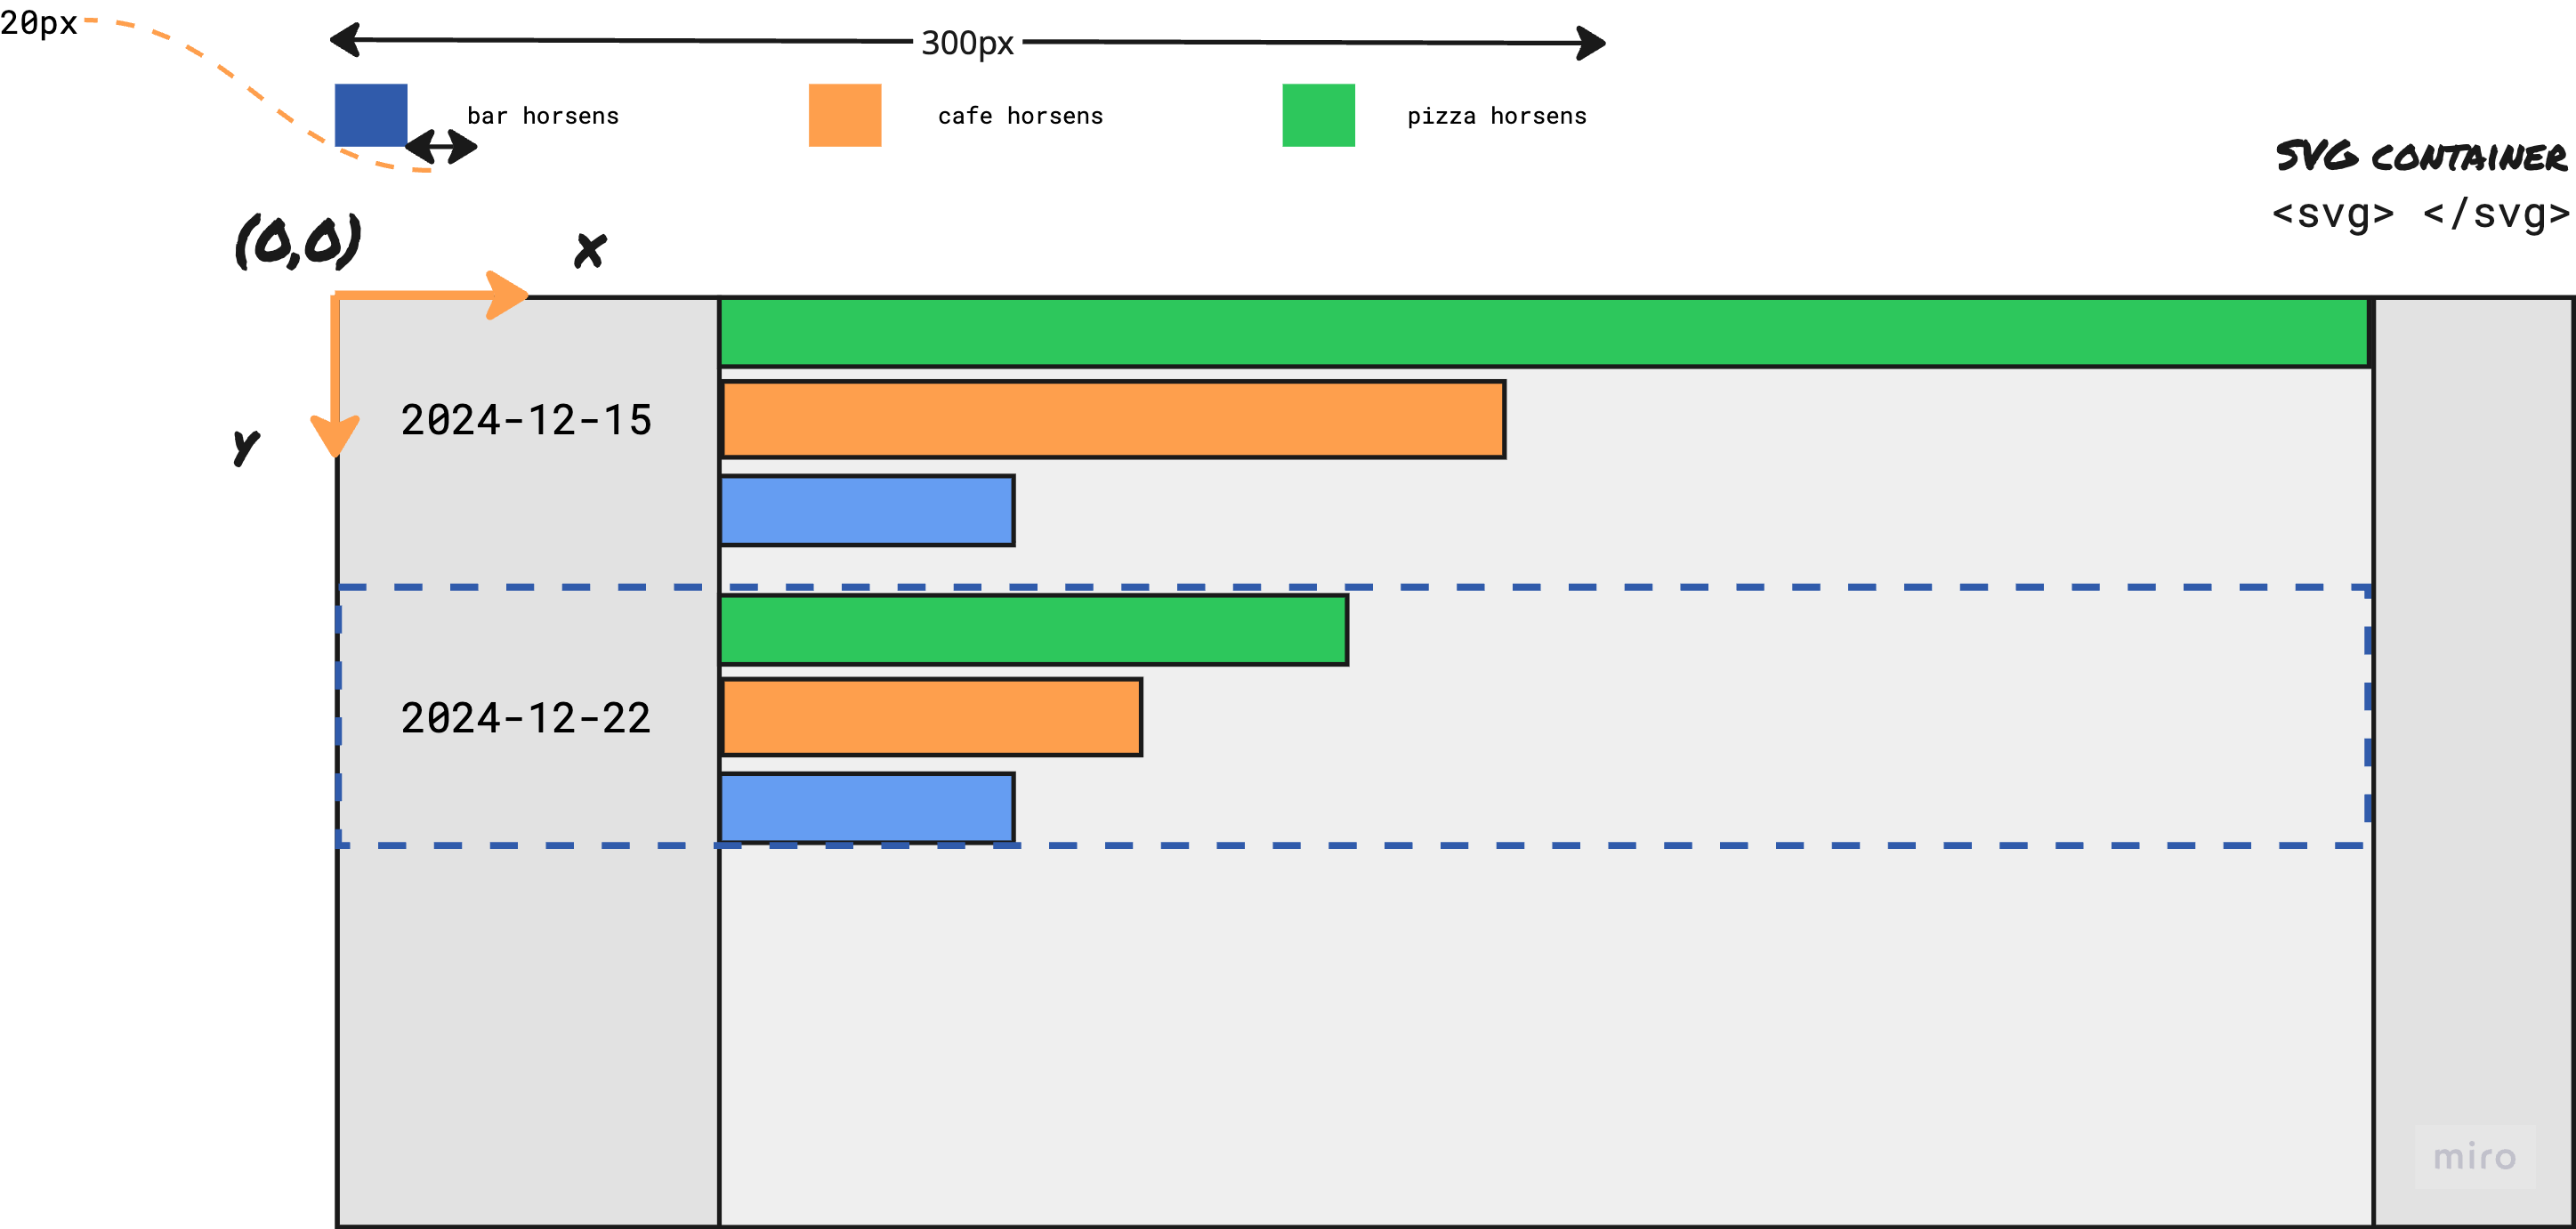 20px
300px
bar horsens
cafe horsens
pizza horsens
SVG CONTAINER
<svg> </svg>
(0,0)
X
Y
2024-12-15
2024-12-22
miro